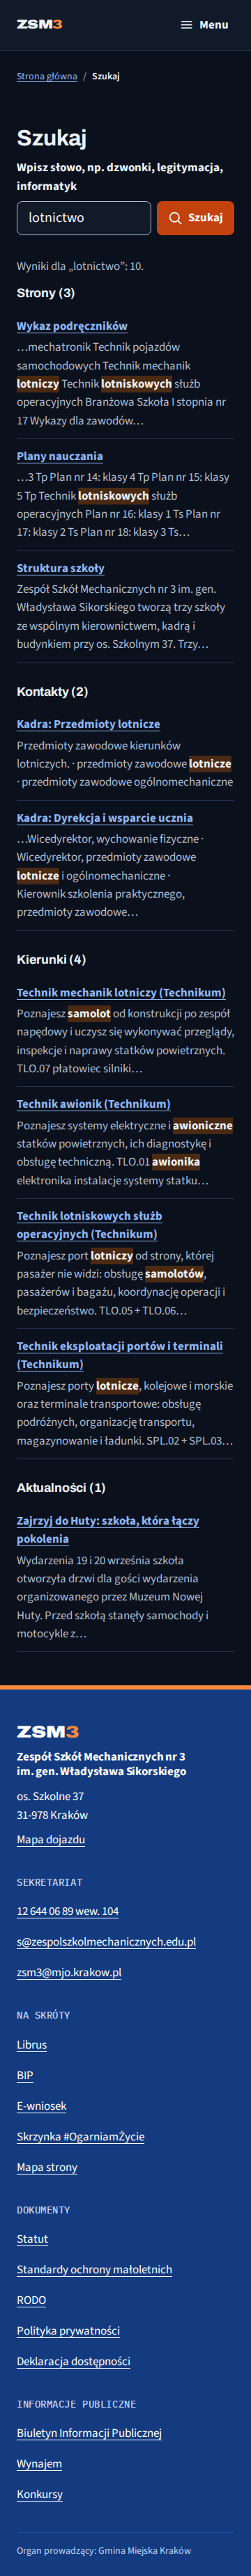 ZSM3
Menu
Strona główna / Szukaj
Szukaj
Wpisz słowo, np. dzwonki, legitymacja,
informatyk
lotnictwo
Szukaj
Wyniki dla „lotnictwo”: 10.
Strony (3)
Wykaz podręczników
…mechatronik Technik pojazdów
samochodowych Technik mechanik
lotniczy Technik lotniskowych służb
operacyjnych Branżowa Szkoła I stopnia nr
17 Wykazy dla zawodów…
Plany nauczania
…3 Tp Plan nr 14: klasy 4 Tp Plan nr 15: klasy
5 Tp Technik lotniskowych służb
operacyjnych Plan nr 16: klasy 1 Ts Plan nr
17: klasy 2 Ts Plan nr 18: klasy 3 Ts…
Struktura szkoły
Zespół Szkół Mechanicznych nr 3 im. gen.
Władysława Sikorskiego tworzą trzy szkoły
ze wspólnym kierownictwem, kadrą i
budynkiem przy os. Szkolnym 37. Trzy…
Kontakty (2)
Kadra: Przedmioty lotnicze
Przedmioty zawodowe kierunków
lotniczych. · przedmioty zawodowe lotnicze
· przedmioty zawodowe ogólnomechaniczne
Kadra: Dyrekcja i wsparcie ucznia
…Wicedyrektor, wychowanie fizyczne ·
Wicedyrektor, przedmioty zawodowe
lotnicze i ogólnomechaniczne ·
Kierownik szkolenia praktycznego,
przedmioty zawodowe…
Kierunki (4)
Technik mechanik lotniczy (Technikum)
Poznajesz samolot od konstrukcji po zespół
napędowy i uczysz się wykonywać przeglądy,
inspekcje i naprawy statków powietrznych.
TLO.07 płatowiec silniki…
Technik awionik (Technikum)
Poznajesz systemy elektryczne i awioniczne
statków powietrznych, ich diagnostykę i
obsługę techniczną. TLO.01 awionika
elektronika instalacje systemy statku…
Technik lotniskowych służb
operacyjnych (Technikum)
Poznajesz port lotniczy od strony, której
pasażer nie widzi: obsługę samolotów,
pasażerów i bagażu, koordynację operacji i
bezpieczeństwo. TLO.05 + TLO.06…
Technik eksploatacji portów i terminali
(Technikum)
Poznajesz porty lotnicze, kolejowe i morskie
oraz terminale transportowe: obsługę
podróżnych, organizację transportu,
magazynowanie i ładunki. SPL.02 + SPL.03…
Aktualności (1)
Zajrzyj do Huty: szkoła, która łączy
pokolenia
Wydarzenia 19 i 20 września szkoła
otworzyła drzwi dla gości wydarzenia
organizowanego przez Muzeum Nowej
Huty. Przed szkołą stanęły samochody i
motocykle z…
ZSM3
Zespół Szkół Mechanicznych nr 3
im. gen. Władysława Sikorskiego
os. Szkolne 37
31-978 Kraków
Mapa dojazdu
SEKRETARIAT
12 644 06 89 wew. 104
s@zespolszkolmechanicznych.edu.pl
zsm3@mjo.krakow.pl
NA SKRÓTY
Librus
BIP
E-wniosek
Skrzynka #OgarniamŻycie
Mapa strony
DOKUMENTY
Statut
Standardy ochrony małoletnich
RODO
Polityka prywatności
Deklaracja dostępności
INFORMACJE PUBLICZNE
Biuletyn Informacji Publicznej
Wynajem
Konkursy
Organ prowadzący: Gmina Miejska Kraków